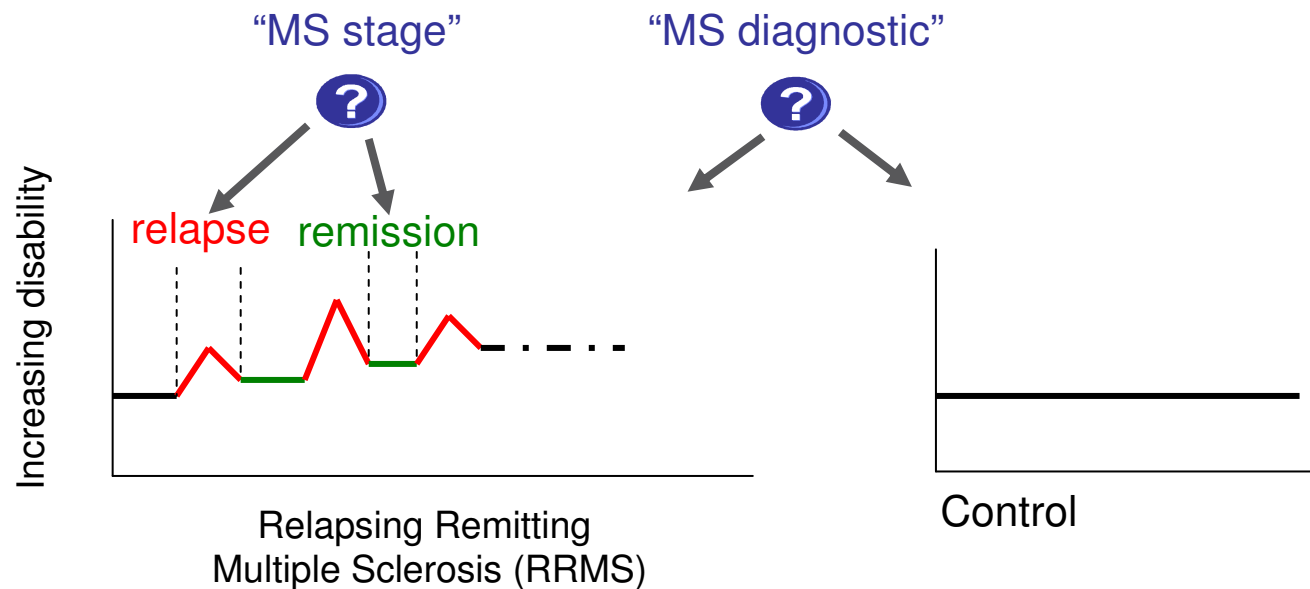 “MS stage”
“MS diagnostic”
?
?
Increasing disability
relapse
remission
Relapsing Remitting
Multiple Sclerosis (RRMS)
Control